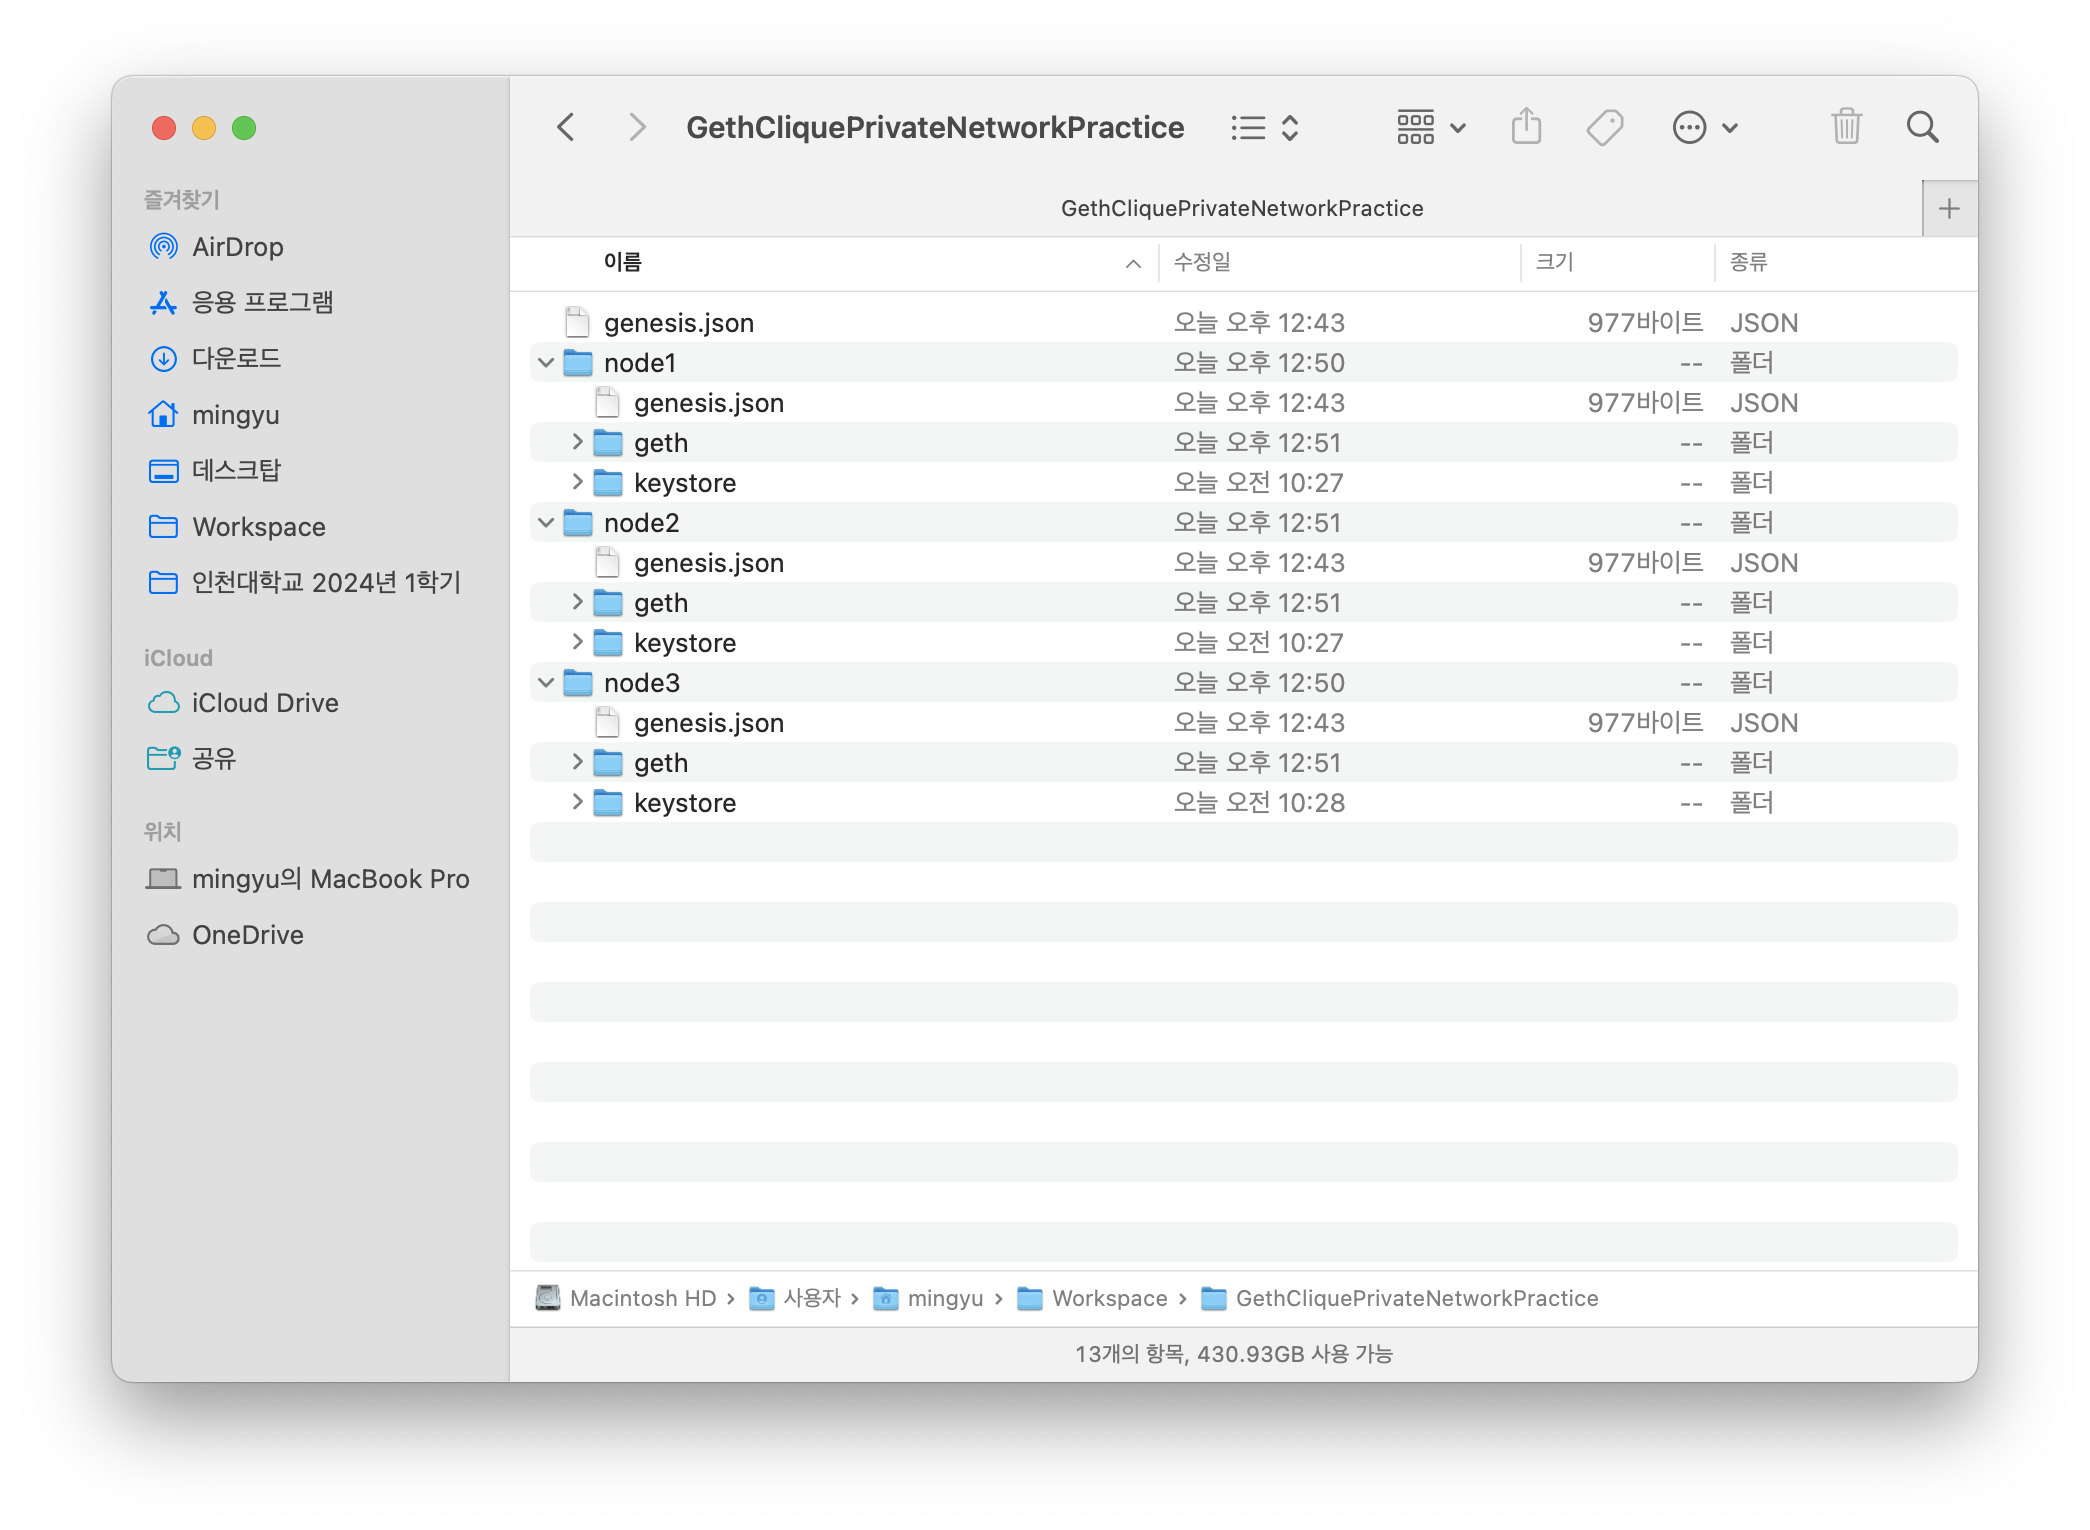 GethCliquePrivateNetworkPractice
GethCliquePrivateNetworkPractice
즐겨찾기
AirDrop
응용 프로그램
다운로드
mingyu
데스크탑
Workspace
인천대학교 2024년 1학기
iCloud
iCloud Drive
공유
위치
mingyu의 MacBook Pro
OneDrive
이름 수정일 크기 종류
genesis.json 오늘 오후 12:43 977바이트 JSON
node1 오늘 오후 12:50 -- 폴더
genesis.json 오늘 오후 12:43 977바이트 JSON
geth 오늘 오후 12:51 -- 폴더
keystore 오늘 오전 10:27 -- 폴더
node2 오늘 오후 12:51 -- 폴더
genesis.json 오늘 오후 12:43 977바이트 JSON
geth 오늘 오후 12:51 -- 폴더
keystore 오늘 오전 10:27 -- 폴더
node3 오늘 오후 12:50 -- 폴더
genesis.json 오늘 오후 12:43 977바이트 JSON
geth 오늘 오후 12:51 -- 폴더
keystore 오늘 오전 10:28 -- 폴더
Macintosh HD › 사용자 › mingyu › Workspace › GethCliquePrivateNetworkPractice
13개의 항목, 430.93GB 사용 가능